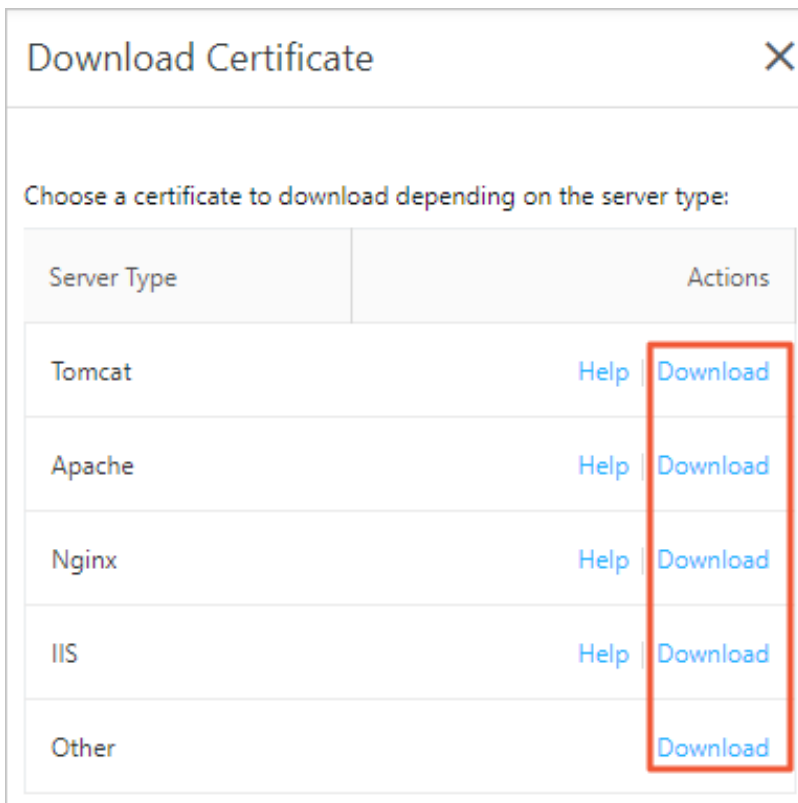 Download Certificate
Choose a certificate to download depending on the server type:
Server Type Actions
Tomcat Help Download
Apache Help Download
Nginx Help Download
IIS Help Download
Other Download